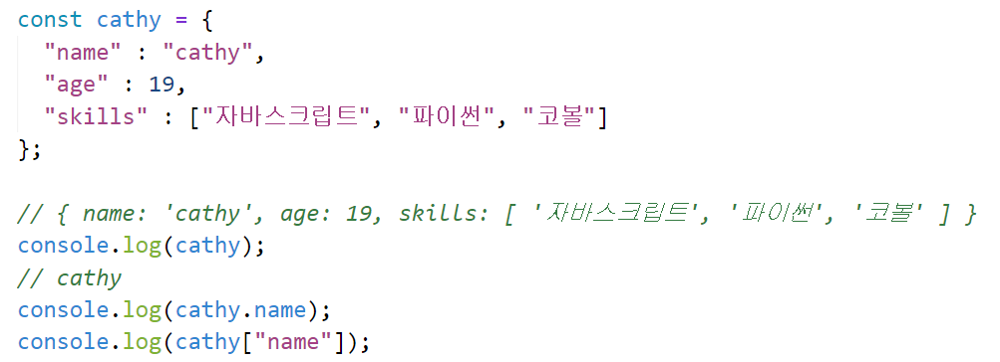 const cathy = {
"name" : "cathy",
"age" : 19,
"skills" : ["자바스크립트", "파이썬", "코볼"]
};
// { name: 'cathy', age: 19, skills: [ '자바스크립트', '파이썬', '코볼' ] }
console.log(cathy);
// cathy
console.log(cathy.name);
console.log(cathy["name"]);